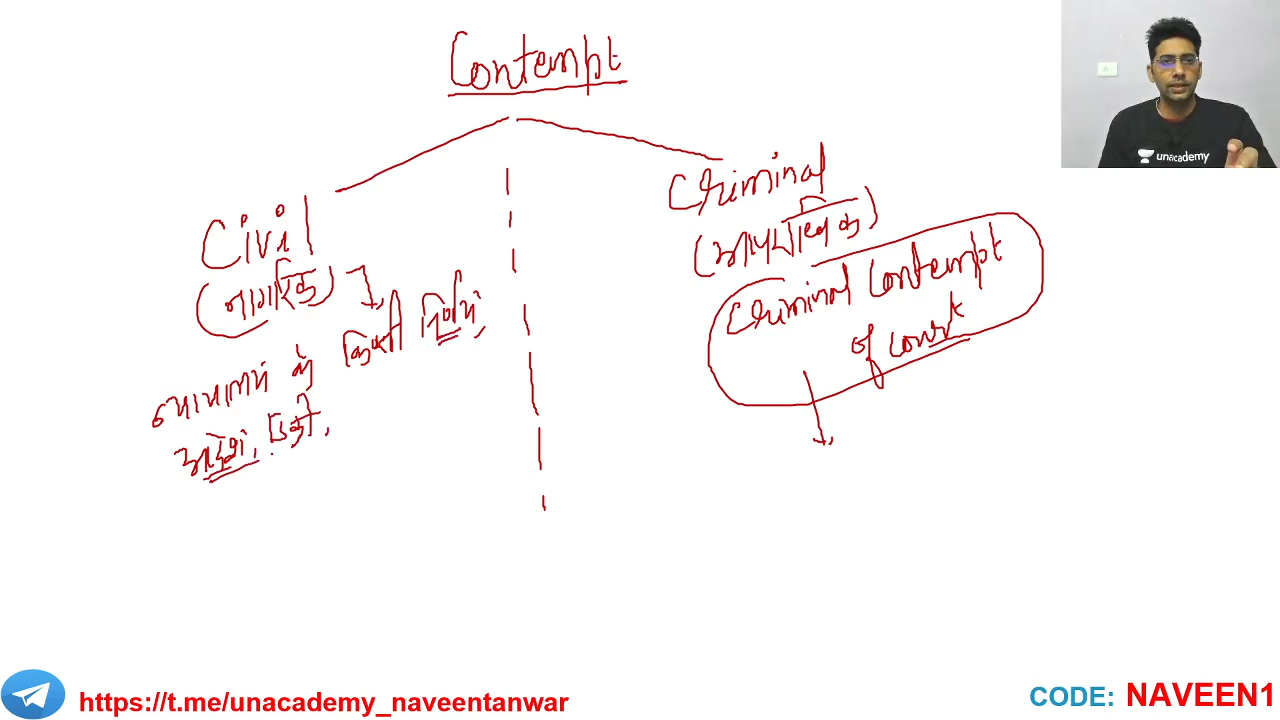 Contempt
Civil
(नागरिक)
न्यायालय के किसी निर्णय,
आदेश, डिक्री,
Criminal
(आपराधिक)
Criminal Contempt
of Court
unacademy
https://t.me/unacademy_naveentanwar
CODE: NAVEEN1